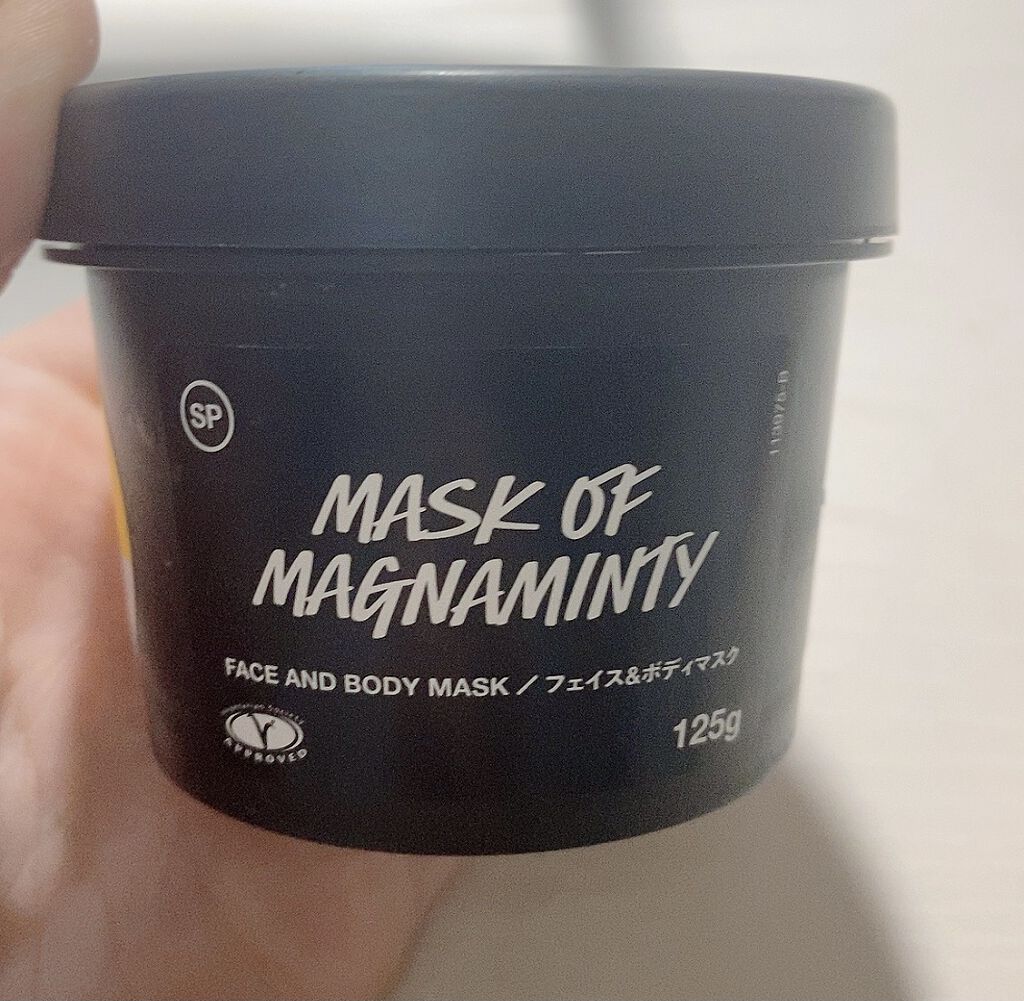 SP
MASK OF
MAGNAMINTY
FACE AND BODY MASK / フェイス&ボディマスク
APPROVED
125g